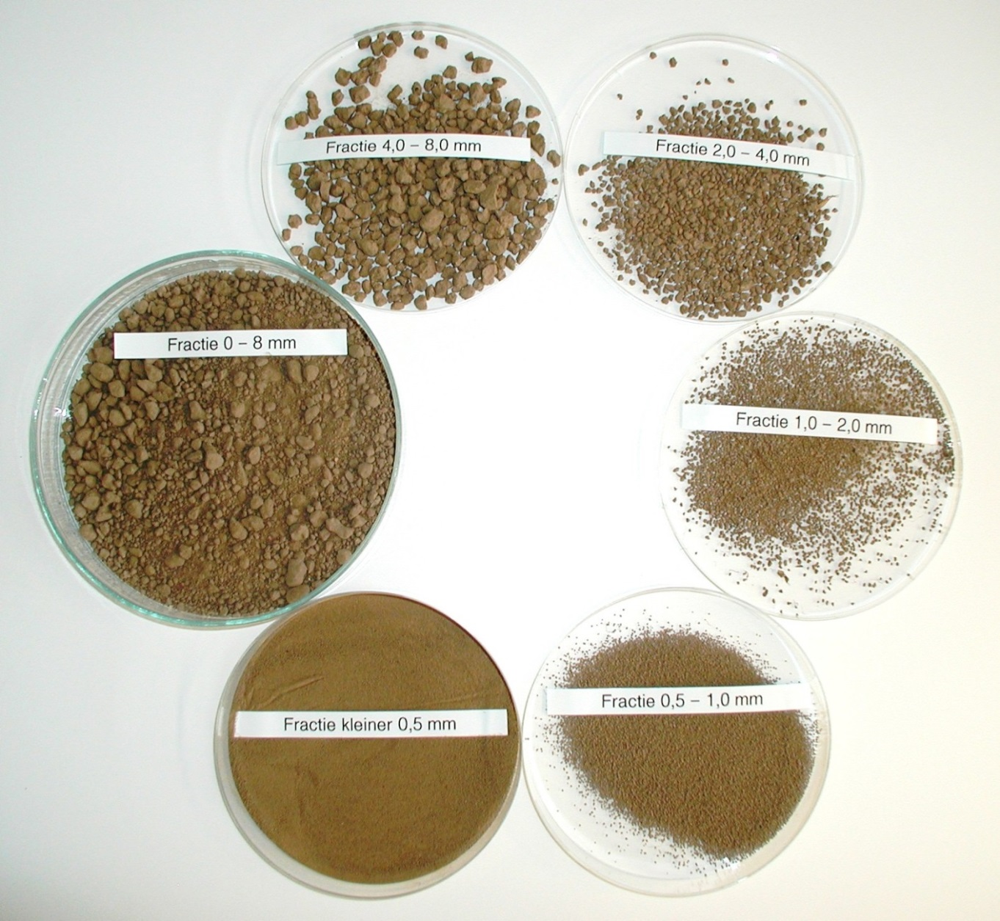 Fractie 4,0 – 8,0 mm
Fractie 2,0 – 4,0 mm
Fractie 0 – 8 mm
Fractie 1,0 – 2,0 mm
Fractie kleiner 0,5 mm
Fractie 0,5 – 1,0 mm